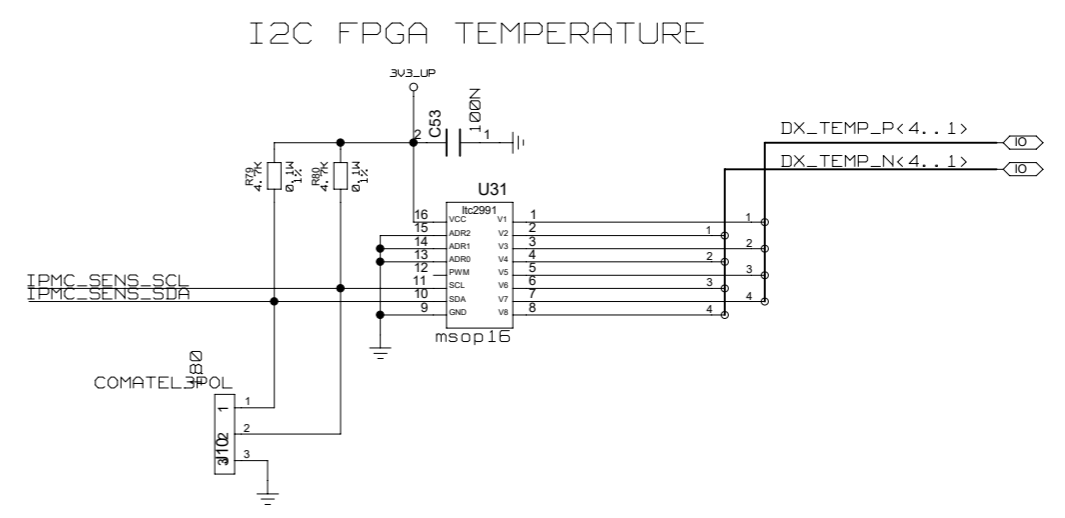 I2C FPGA TEMPERATURE
3V3_UP
2 C53 100N 1
DX_TEMP_P<4..1> IO
DX_TEMP_N<4..1> IO
R79 4.7K 0.1W 1%
R80 4.7K 0.1W 1%
U31
ltc2991
16 VCC V1 1 1
15 ADR2 V2 2 1
14 ADR1 V3 3 2
13 ADR0 V4 4 2
12 PWM V5 5 3
11 SCL V6 6 3
10 SDA V7 7 4
9 GND V8 8 4
msop16
IPMC_SENS_SCL
IPMC_SENS_SDA
COMATEL3POL
1 1
2 2
3 3
J10